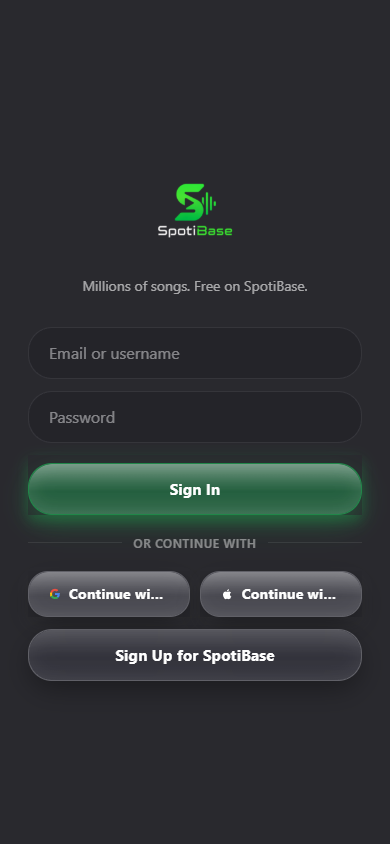 SpotiBase
Millions of songs. Free on SpotiBase.
Email or username
Password
Sign In
OR CONTINUE WITH
Continue wi...
Continue wi...
Sign Up for SpotiBase